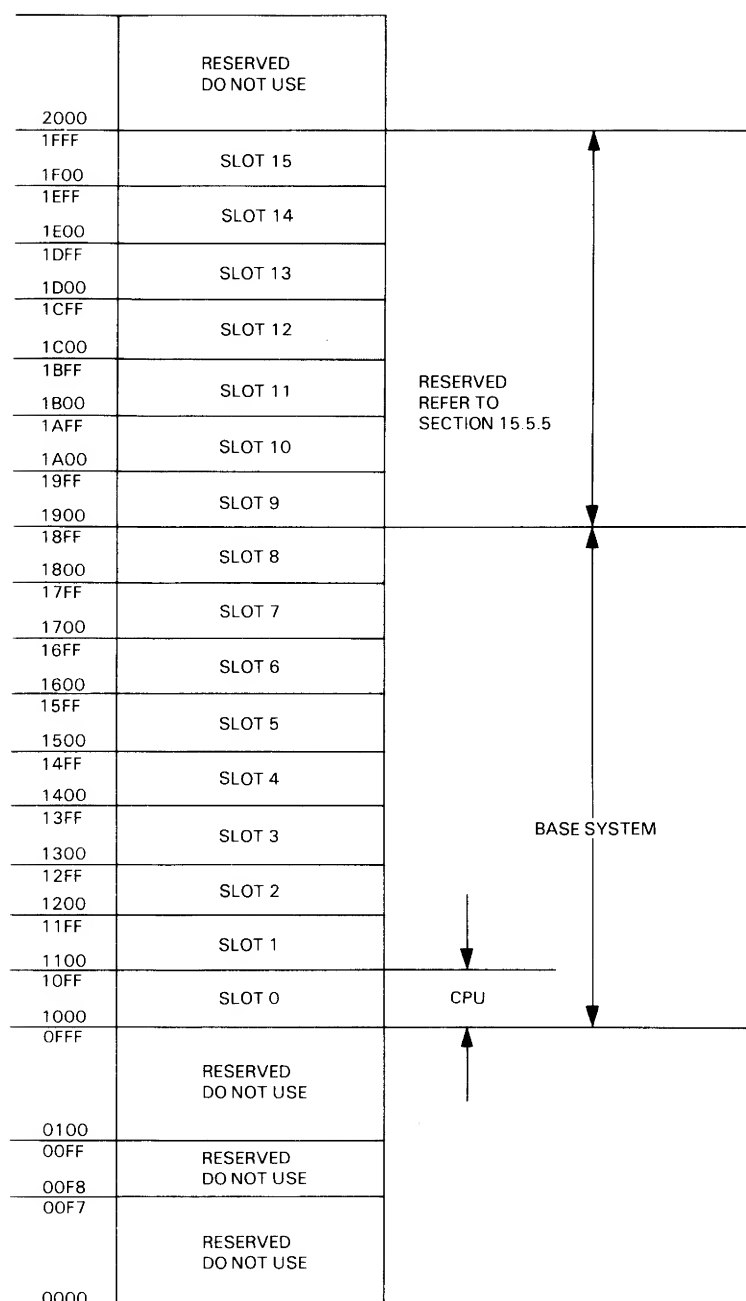 RESERVED
DO NOT USE
2000
1FFF
SLOT 15
1F00
1EFF
SLOT 14
1E00
1DFF
SLOT 13
1D00
1CFF
SLOT 12
1C00
1BFF
SLOT 11
1B00
RESERVED
REFER TO
SECTION 15.5.5
1AFF
SLOT 10
1A00
19FF
SLOT 9
1900
18FF
SLOT 8
1800
17FF
SLOT 7
1700
16FF
SLOT 6
1600
15FF
SLOT 5
1500
14FF
SLOT 4
1400
13FF
SLOT 3
1300
BASE SYSTEM
12FF
SLOT 2
1200
11FF
SLOT 1
1100
10FF
SLOT 0
CPU
1000
0FFF
RESERVED
DO NOT USE
0100
00FF
RESERVED
DO NOT USE
00F8
00F7
RESERVED
DO NOT USE
0000